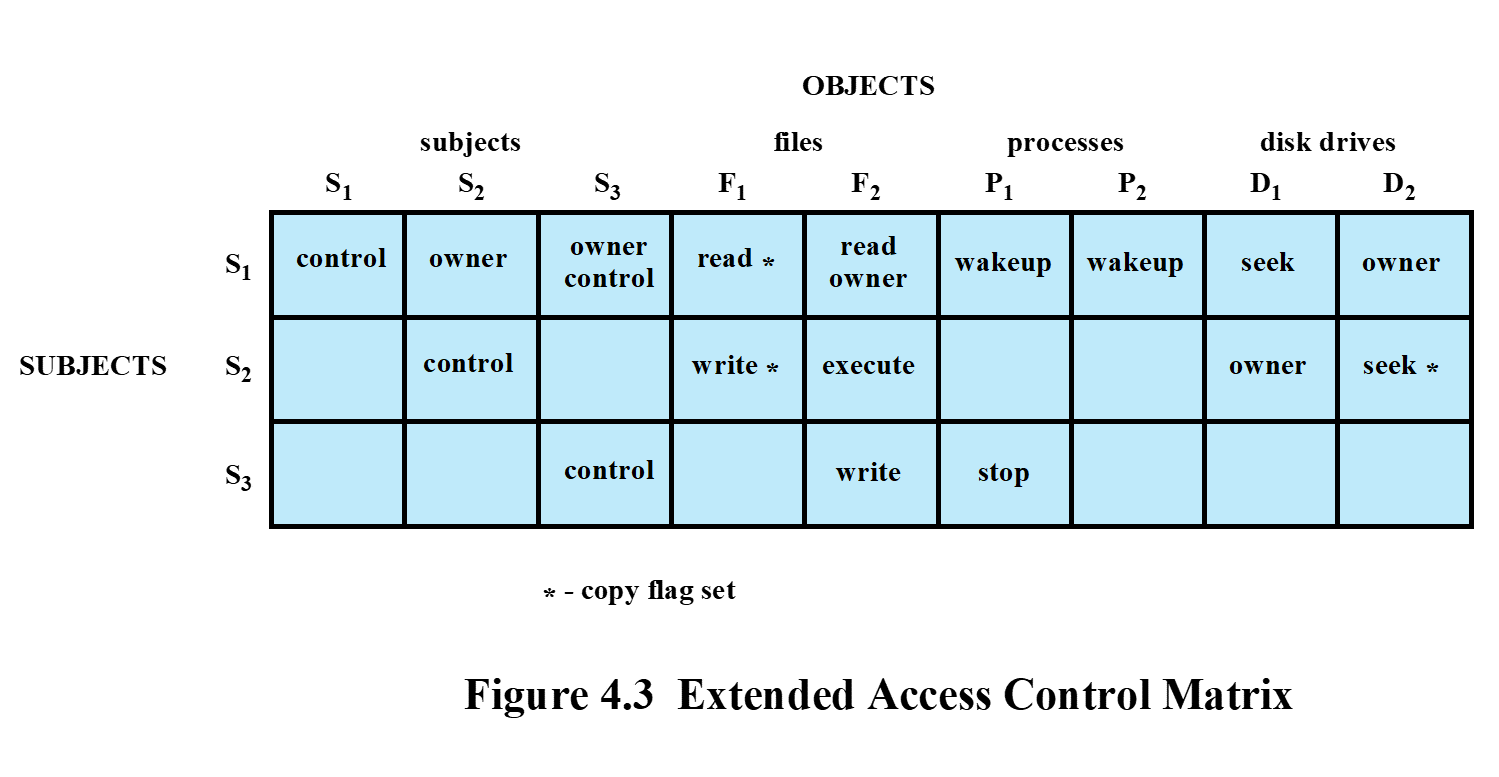 OBJECTS
subjects files processes disk drives
S1 S2 S3 F1 F2 P1 P2 D1 D2
S1 control owner owner control read * read owner wakeup wakeup seek owner
SUBJECTS S2 control write * execute owner seek *
S3 control write stop
* - copy flag set
Figure 4.3 Extended Access Control Matrix